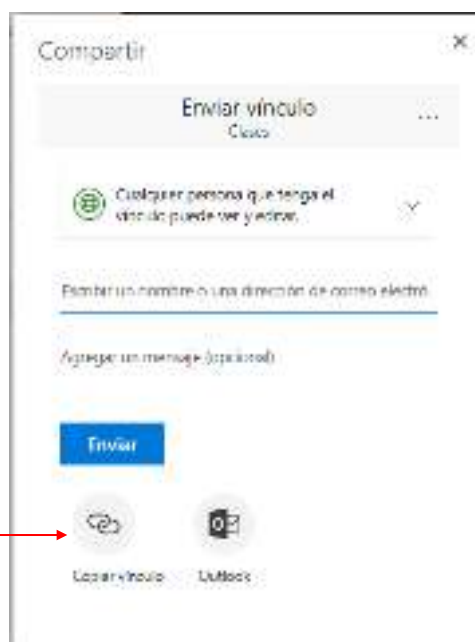 Compartir
Enviar vínculo
Clases
Cualquier persona que tenga el
vínculo puede ver y editar.
Escribir un nombre o una dirección de correo electró
Agregar un mensaje (opcional)
Enviar
Copiar vínculo
Outlook